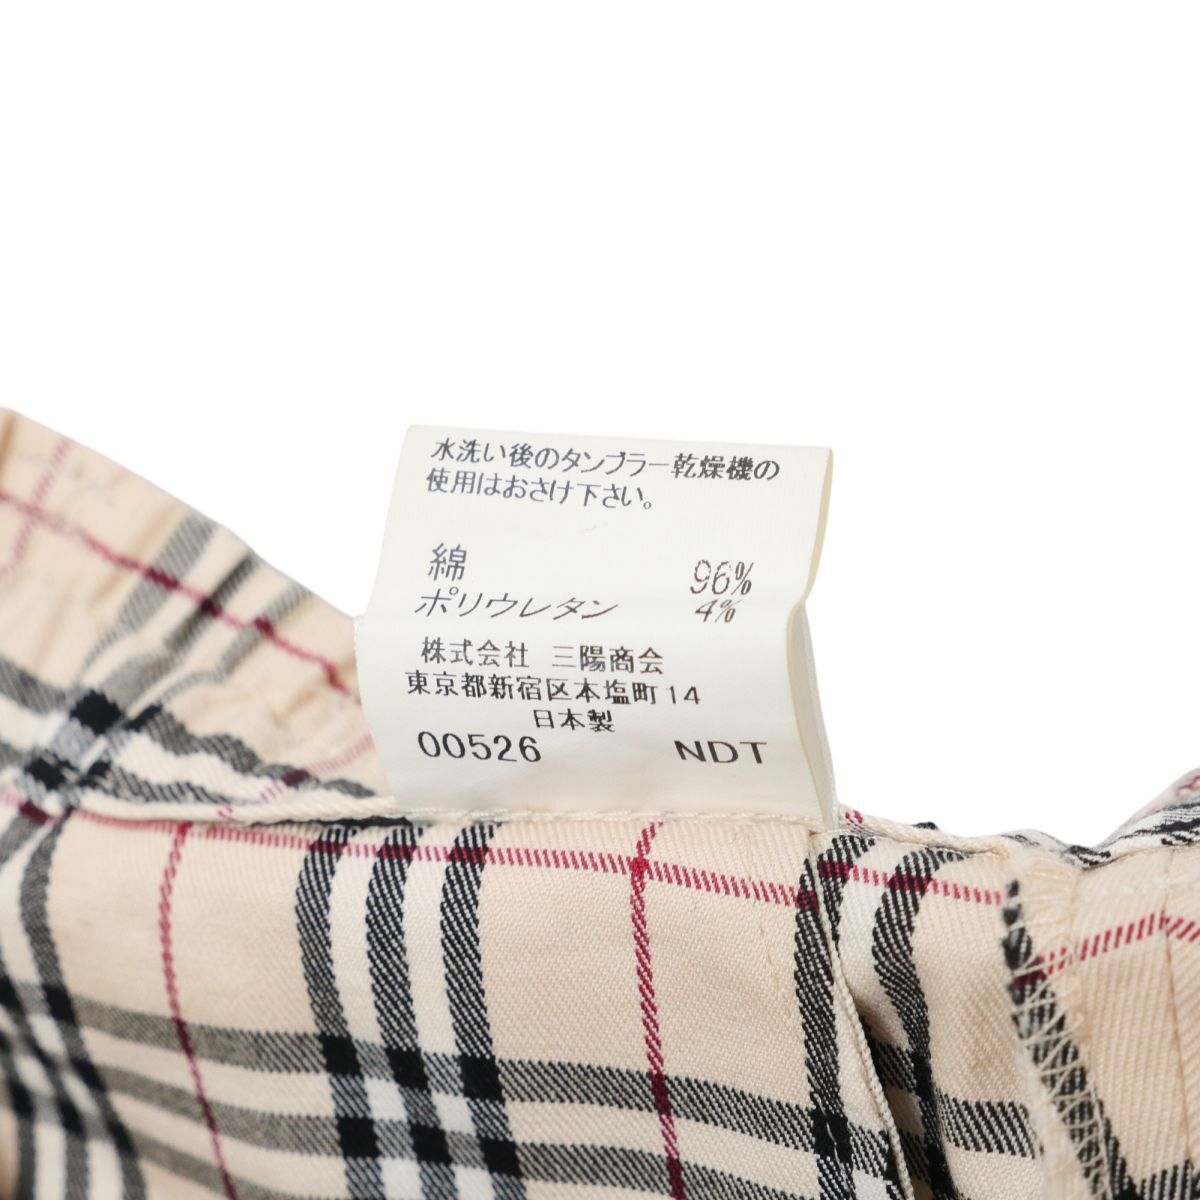 水洗い後のタンブラー乾燥機の
使用はおさけ下さい。
綿 96%
ポリウレタン 4%
株式会社 三陽商会
東京都新宿区本塩町14
日本製
00526 NDT